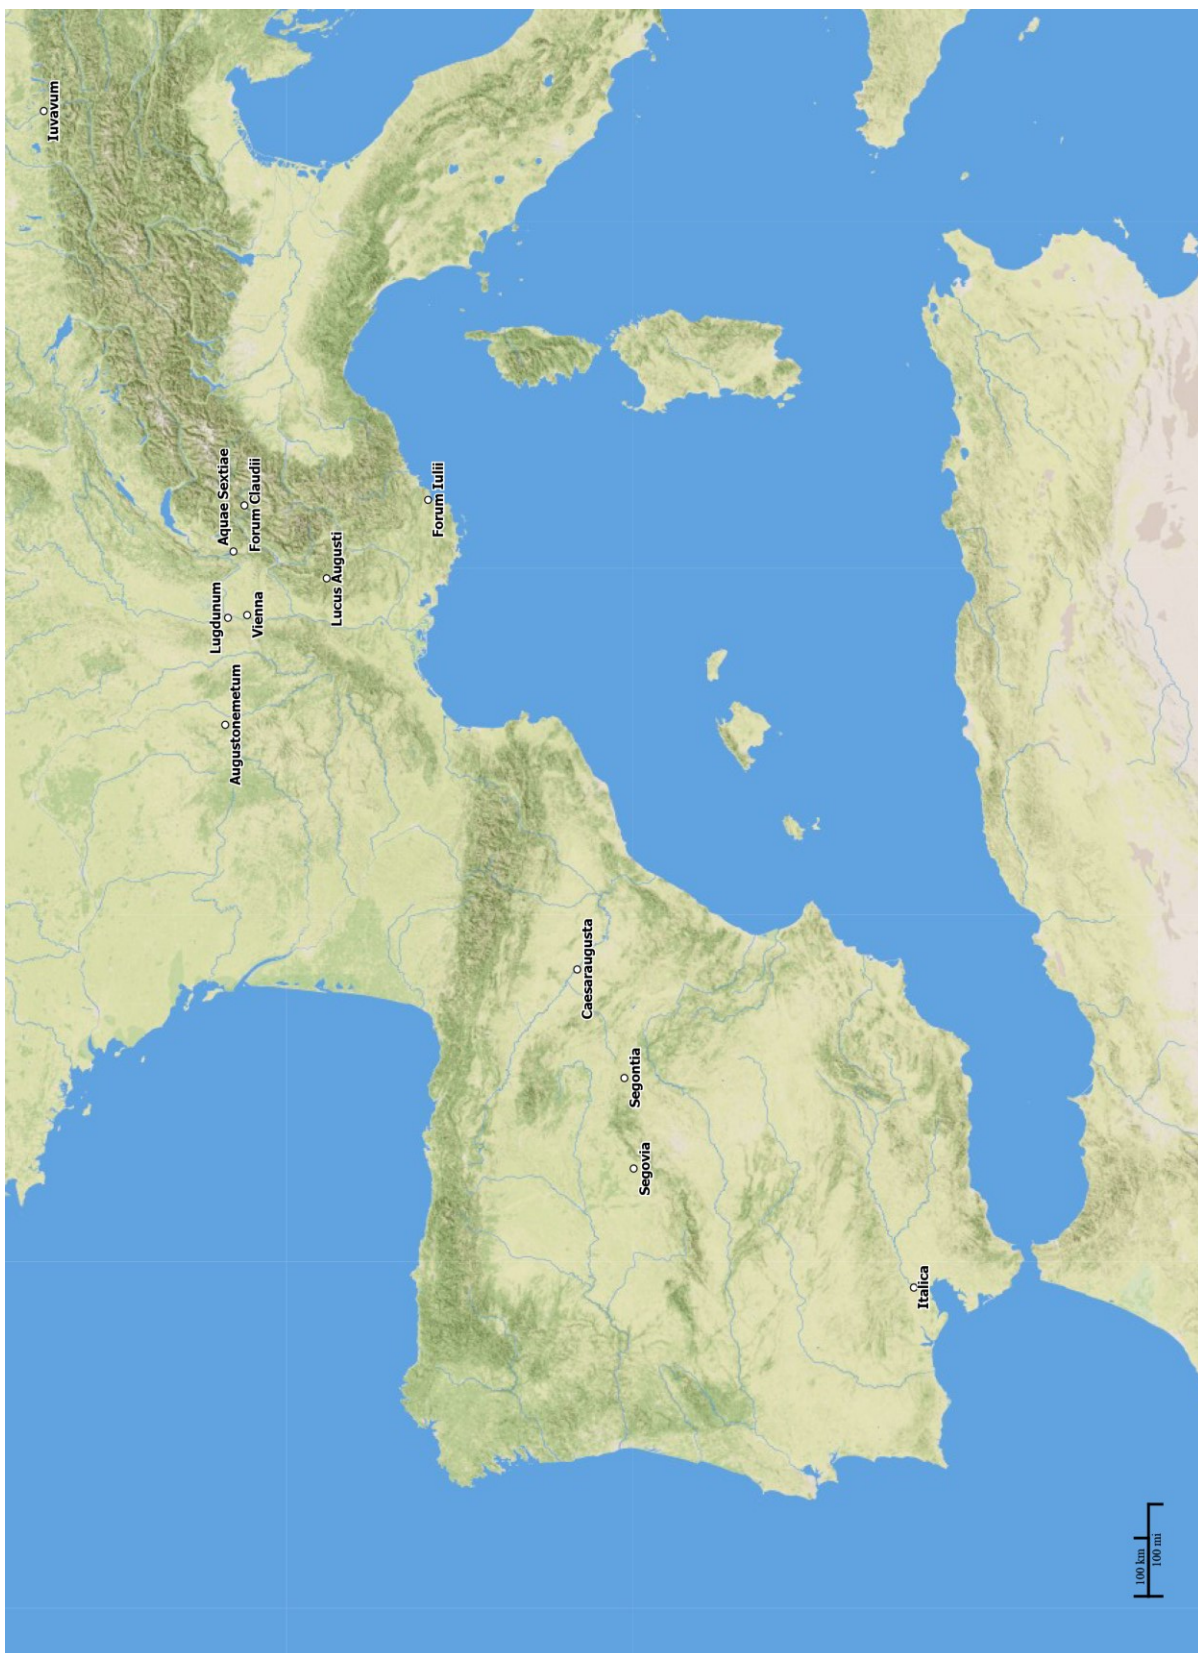 Iuvavum
Aquae Sextiae
Forum Claudii
Lugdunum
Vienna
Lucus Augusti
Forum Iulii
Augustonemetum
Caesaraugusta
Segontia
Segovia
Italica
100 km
100 mi